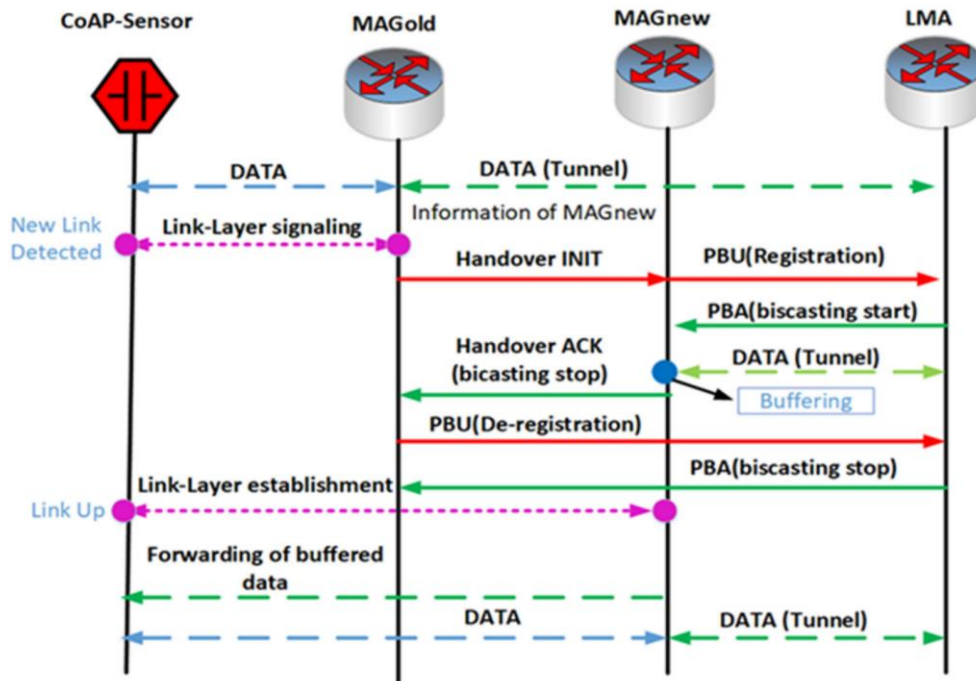 CoAP-Sensor MAGold MAGnew LMA
DATA DATA (Tunnel)
Information of MAGnew
New Link
Detected
Link-Layer signaling
Handover INIT PBU(Registration)
PBA(biscasting start)
Handover ACK
(bicasting stop)
DATA (Tunnel)
Buffering
PBU(De-registration)
PBA(biscasting stop)
Link-Layer establishment
Link Up
Forwarding of buffered
data
DATA DATA (Tunnel)